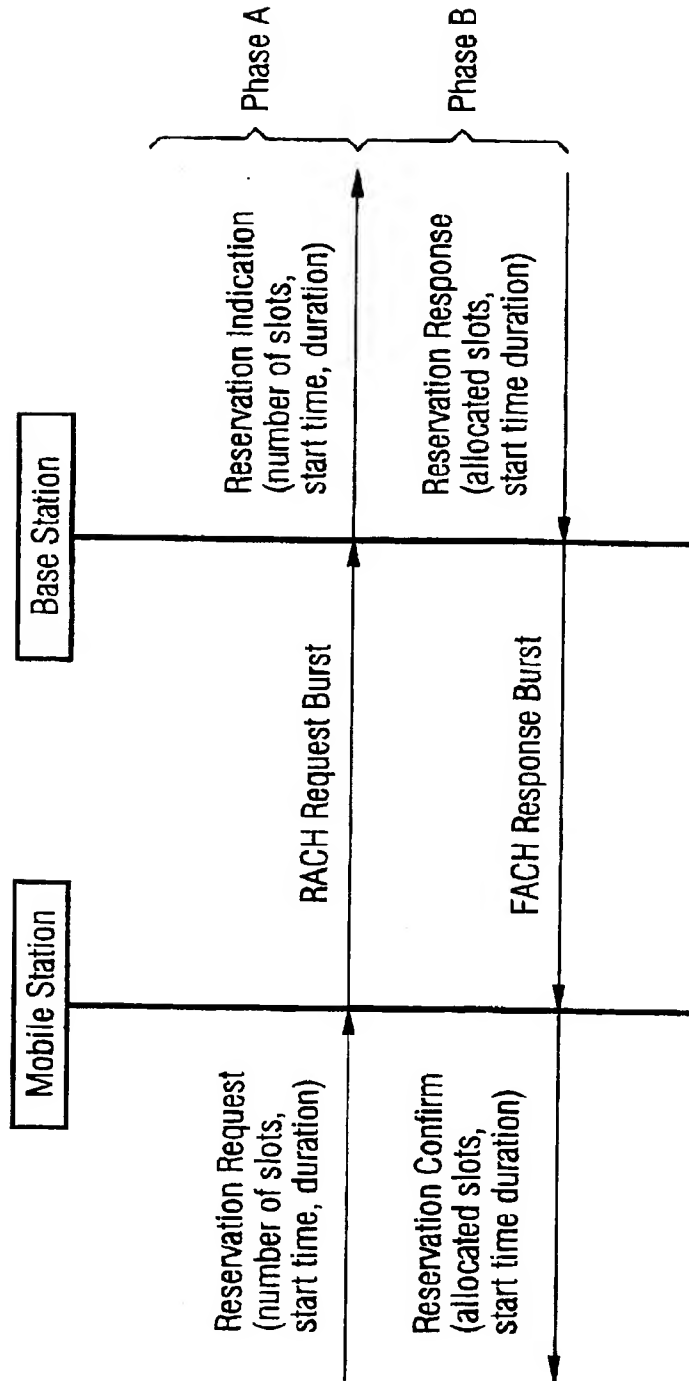 Mobile Station
Base Station
Reservation Request
(number of slots,
start time, duration)
RACH Request Burst
Reservation Indication
(number of slots,
start time, duration)
Phase A
Reservation Confirm
(allocated slots,
start time duration)
FACH Response Burst
Reservation Response
(allocated slots,
start time duration)
Phase B